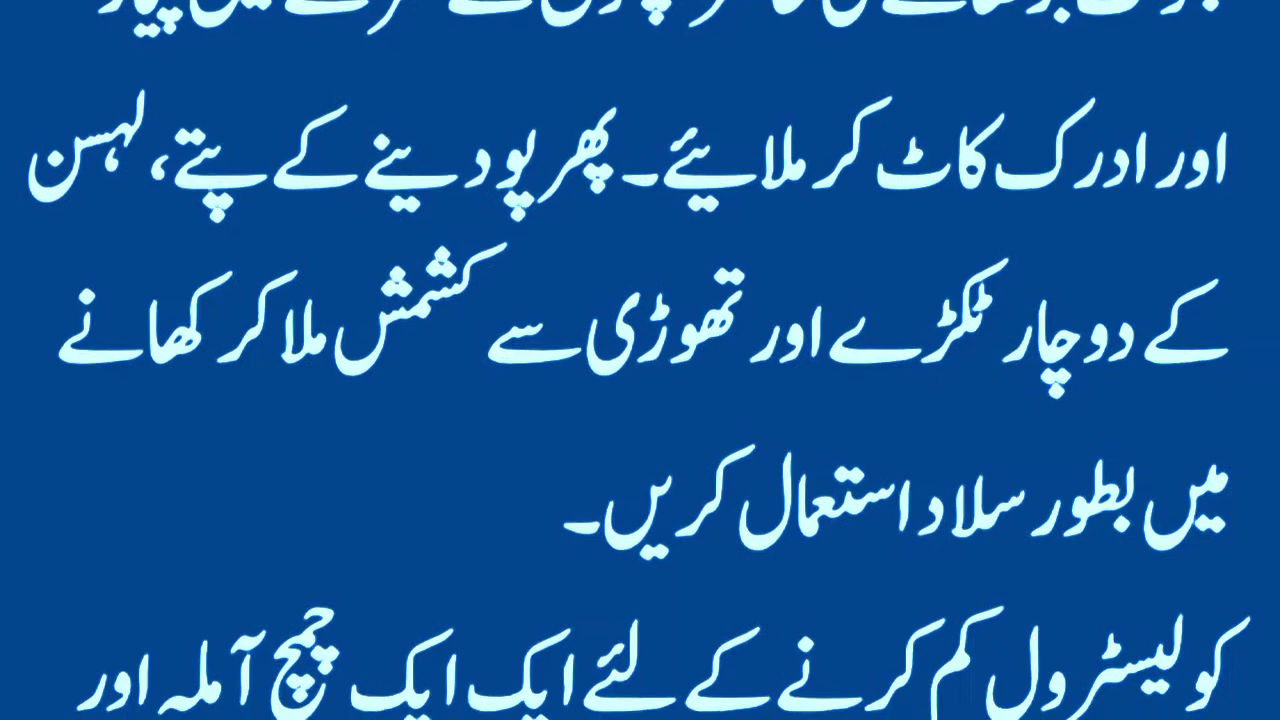 اور ادرک کاٹ کر ملایئے۔ پھر پودینے کے پتے، لہسن
کے دو چار ٹکڑے اور تھوڑی سے کشمش ملا کر کھانے
میں بطور سلاد استعمال کریں۔
کولیسٹرول کم کرنے کے لئے ایک ایک چمچ آملہ اور